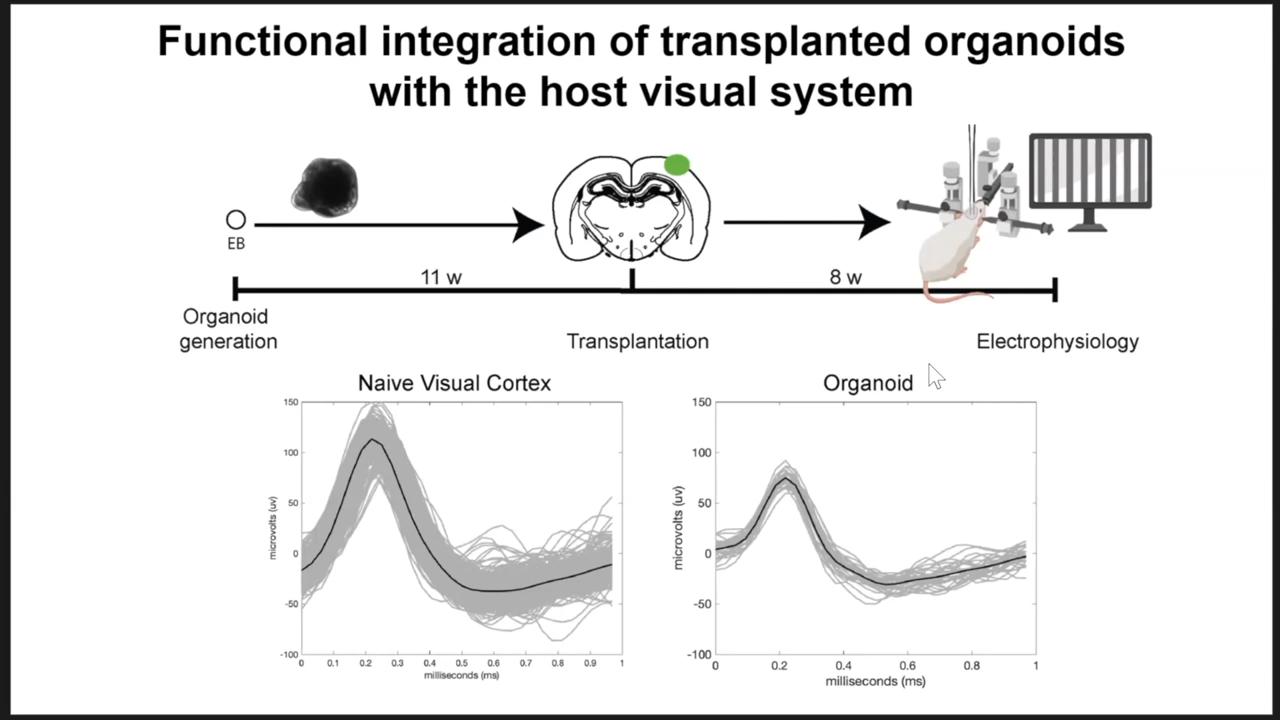 Functional integration of transplanted organoids
with the host visual system
EB
11 w
8 w
Organoid
generation
Transplantation
Electrophysiology
Naive Visual Cortex
150
100
50
0
-50
-100
microvolts (uv)
0 0.1 0.2 0.3 0.4 0.5 0.6 0.7 0.8 0.9 1
milliseconds (ms)
Organoid
150
100
50
0
-50
-100
microvolts (uv)
0 0.2 0.4 0.6 0.8 1
milliseconds (ms)